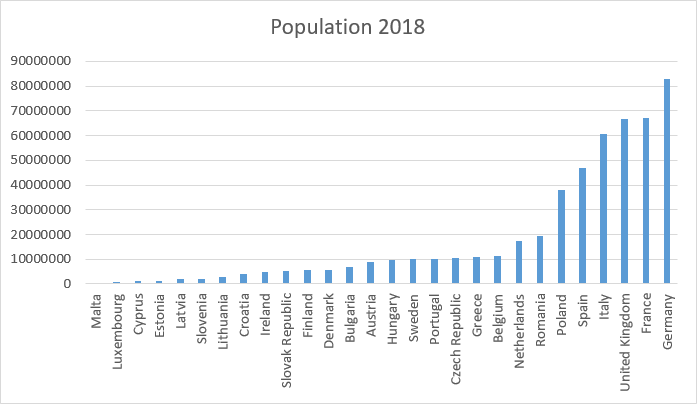 Population 2018
90000000
80000000
70000000
60000000
50000000
40000000
30000000
20000000
10000000
0
Malta
Luxembourg
Cyprus
Estonia
Latvia
Slovenia
Lithuania
Croatia
Ireland
Slovak Republic
Finland
Denmark
Bulgaria
Austria
Hungary
Sweden
Portugal
Czech Republic
Greece
Belgium
Netherlands
Romania
Poland
Spain
Italy
United Kingdom
France
Germany